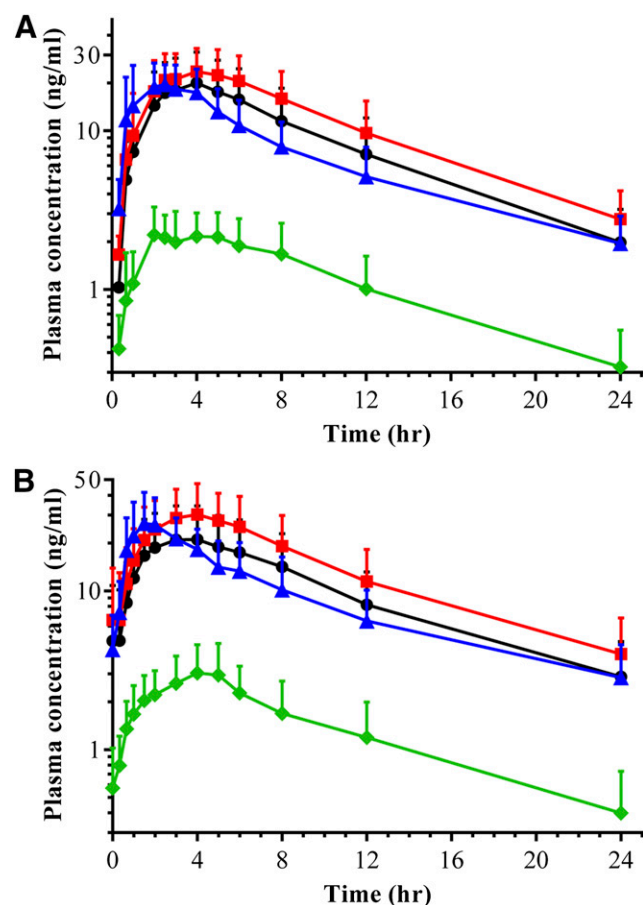 A
Plasma concentration (ng/ml)
30
10
1
0 4 8 12 16 20 24
Time (hr)
B
Plasma concentration (ng/ml)
50
10
1
0 4 8 12 16 20 24
Time (hr)